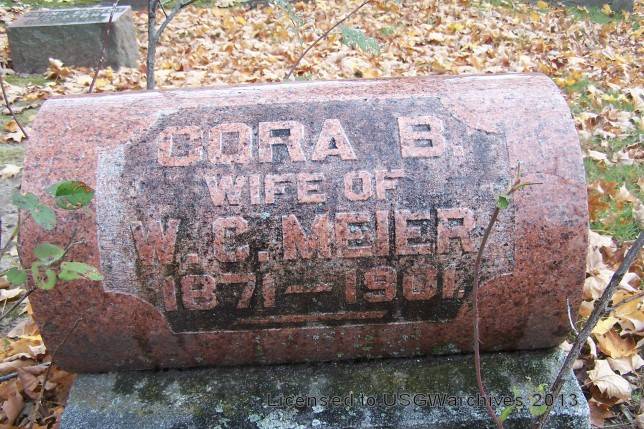 CORA B.
WIFE OF
W. C. MEIER
1871—1901.
Licensed to USGWarchives 2013